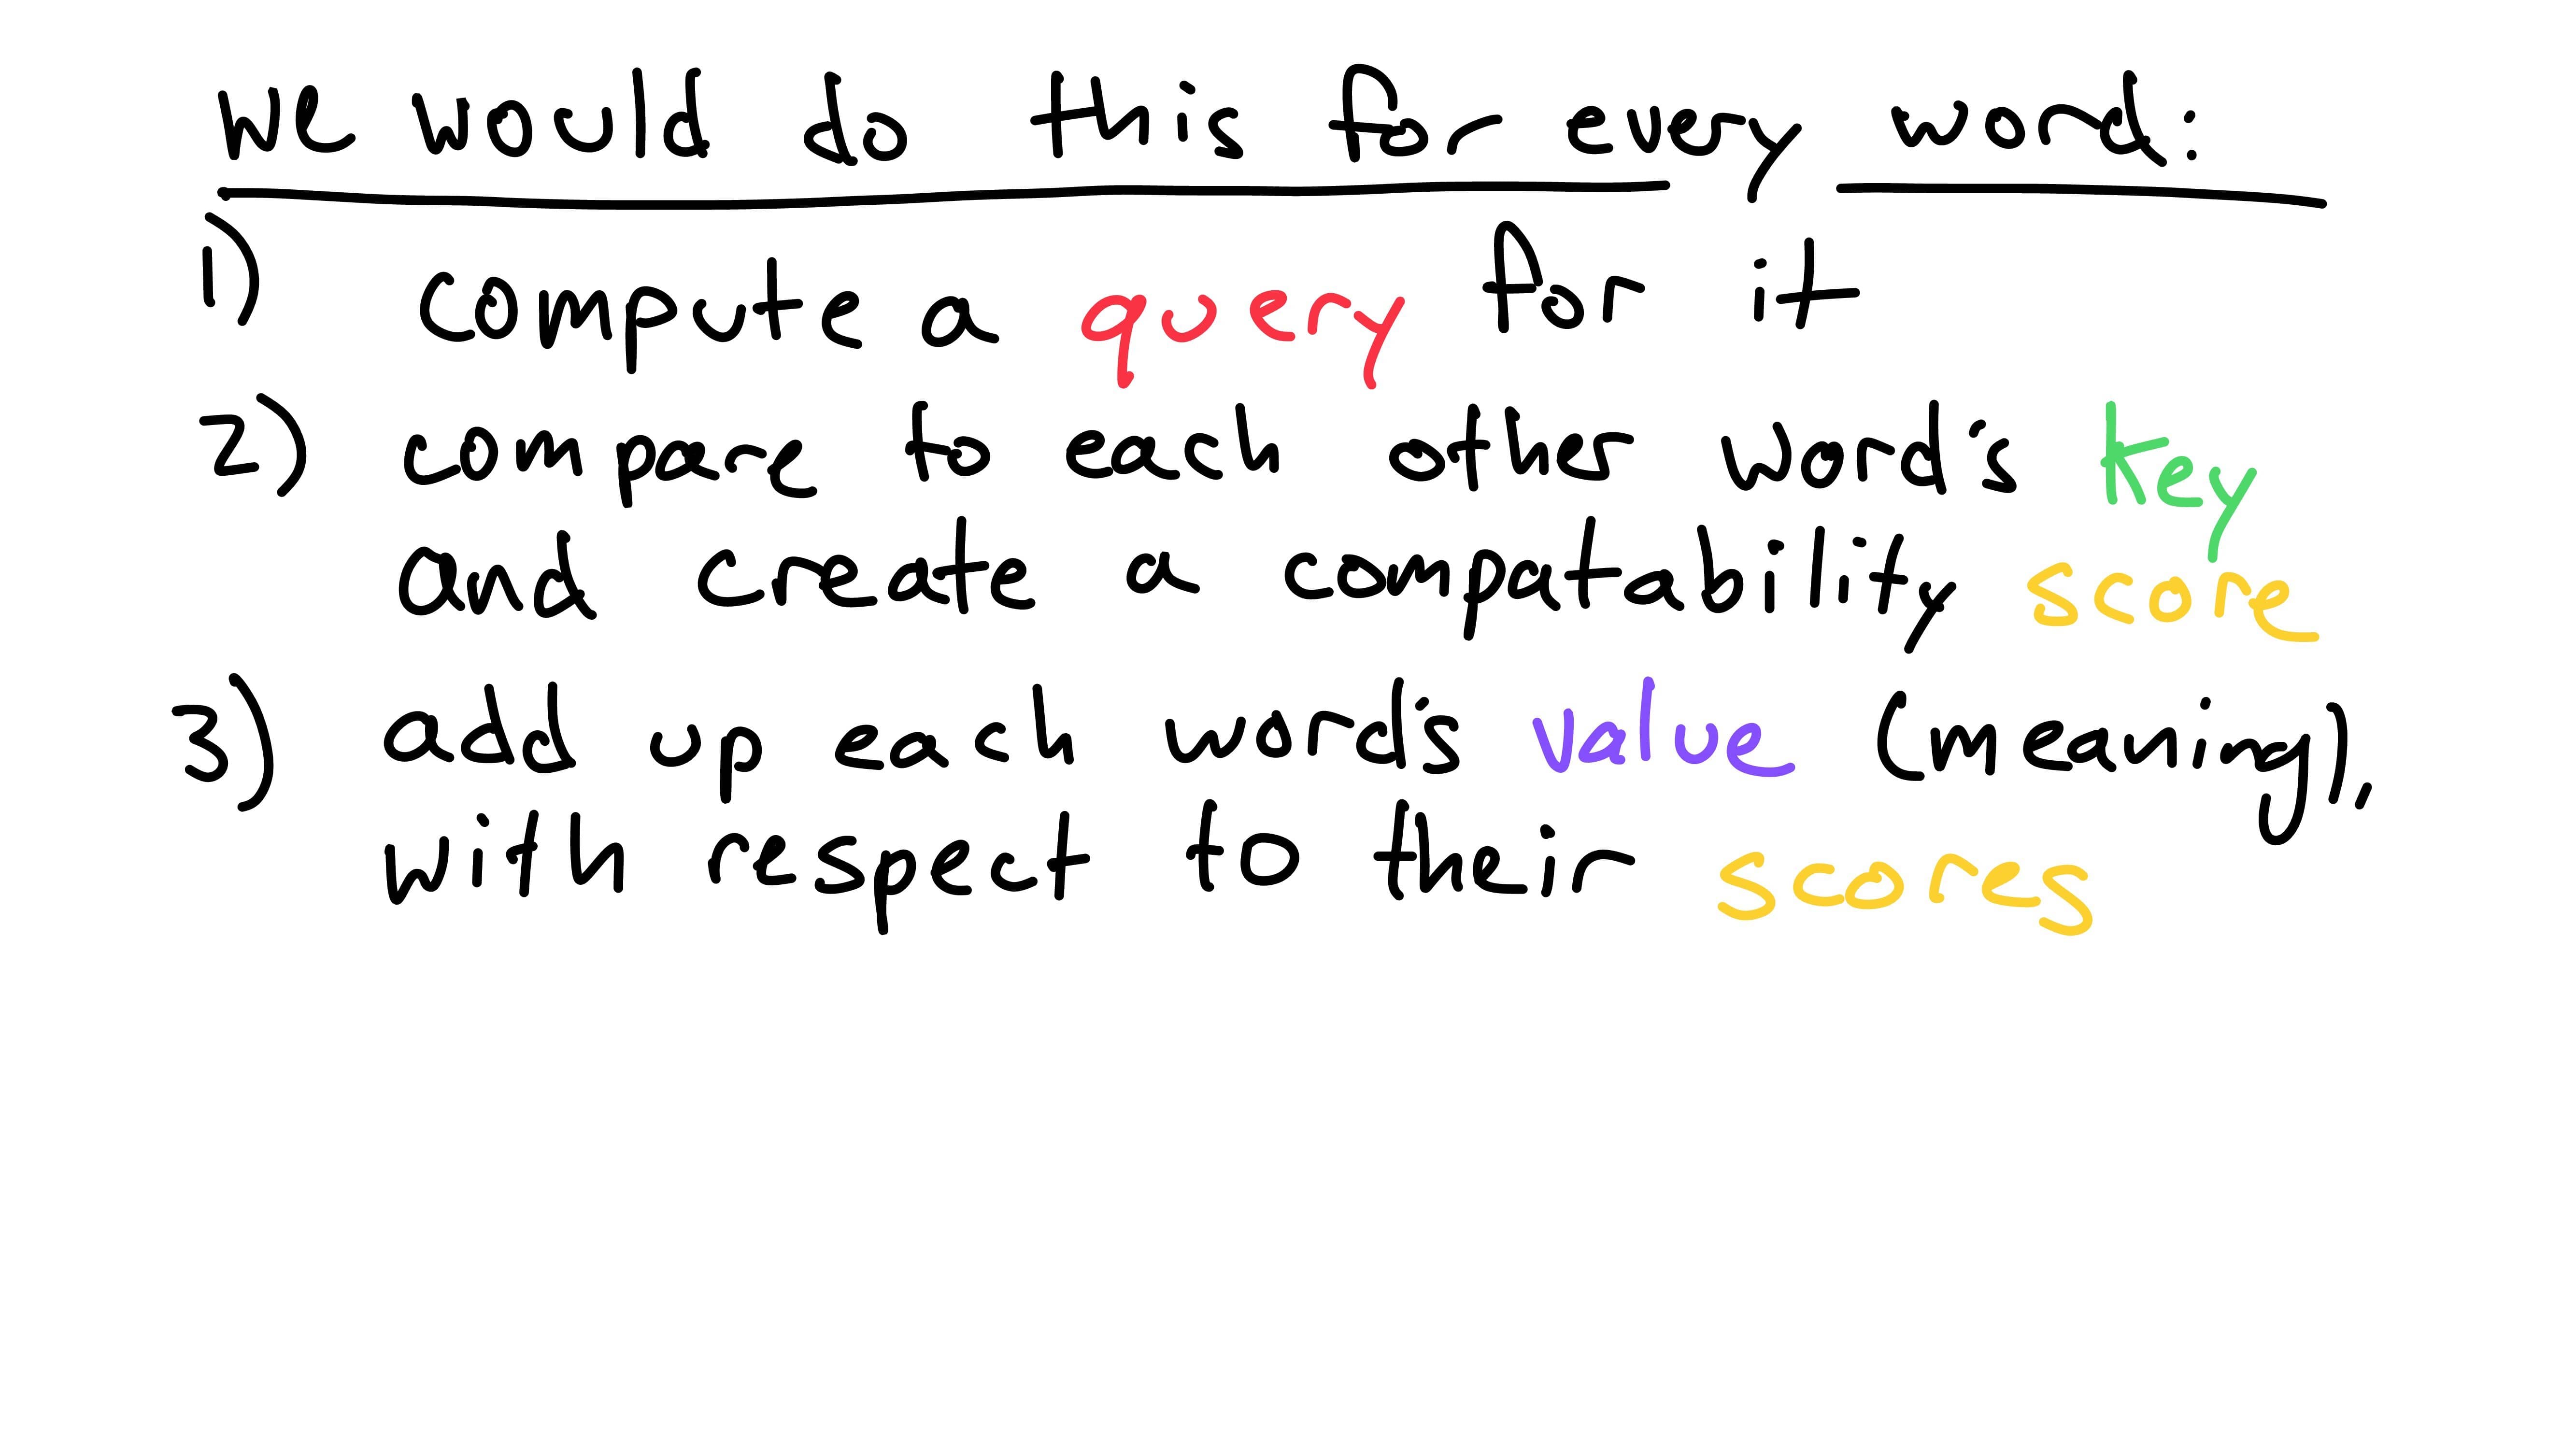 we would do this for every word:
1) compute a query for it
2) compare to each other word's key
and create a compatability score
3) add up each word's value (meaning),
with respect to their scores